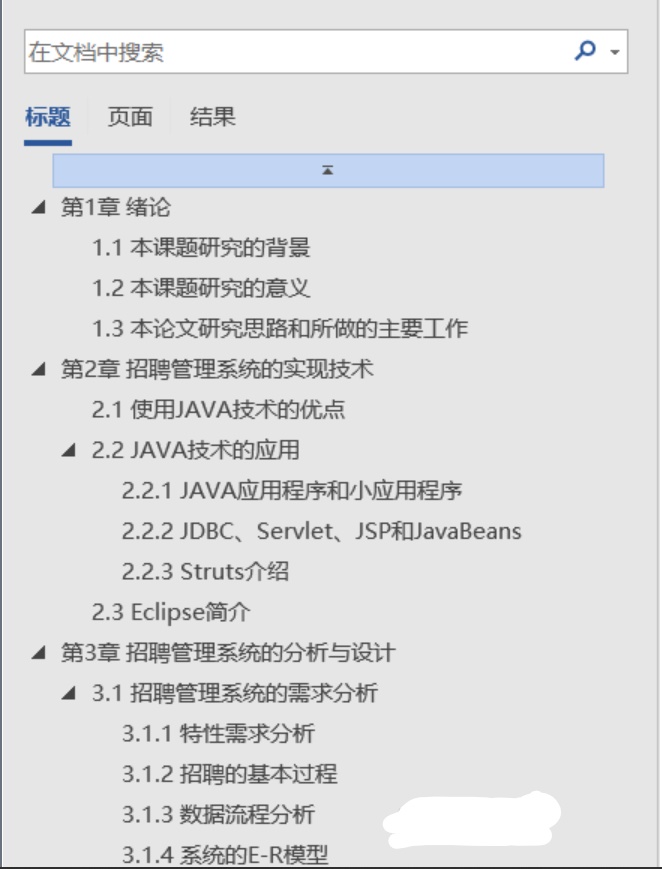 在文档中搜索
标题 页面 结果
第1章 绪论
1.1 本课题研究的背景
1.2 本课题研究的意义
1.3 本论文研究思路和所做的主要工作
第2章 招聘管理系统的实现技术
2.1 使用JAVA技术的优点
2.2 JAVA技术的应用
2.2.1 JAVA应用程序和小应用程序
2.2.2 JDBC、Servlet、JSP和JavaBeans
2.2.3 Struts介绍
2.3 Eclipse简介
第3章 招聘管理系统的分析与设计
3.1 招聘管理系统的需求分析
3.1.1 特性需求分析
3.1.2 招聘的基本过程
3.1.3 数据流程分析
3.1.4 系统的E-R模型